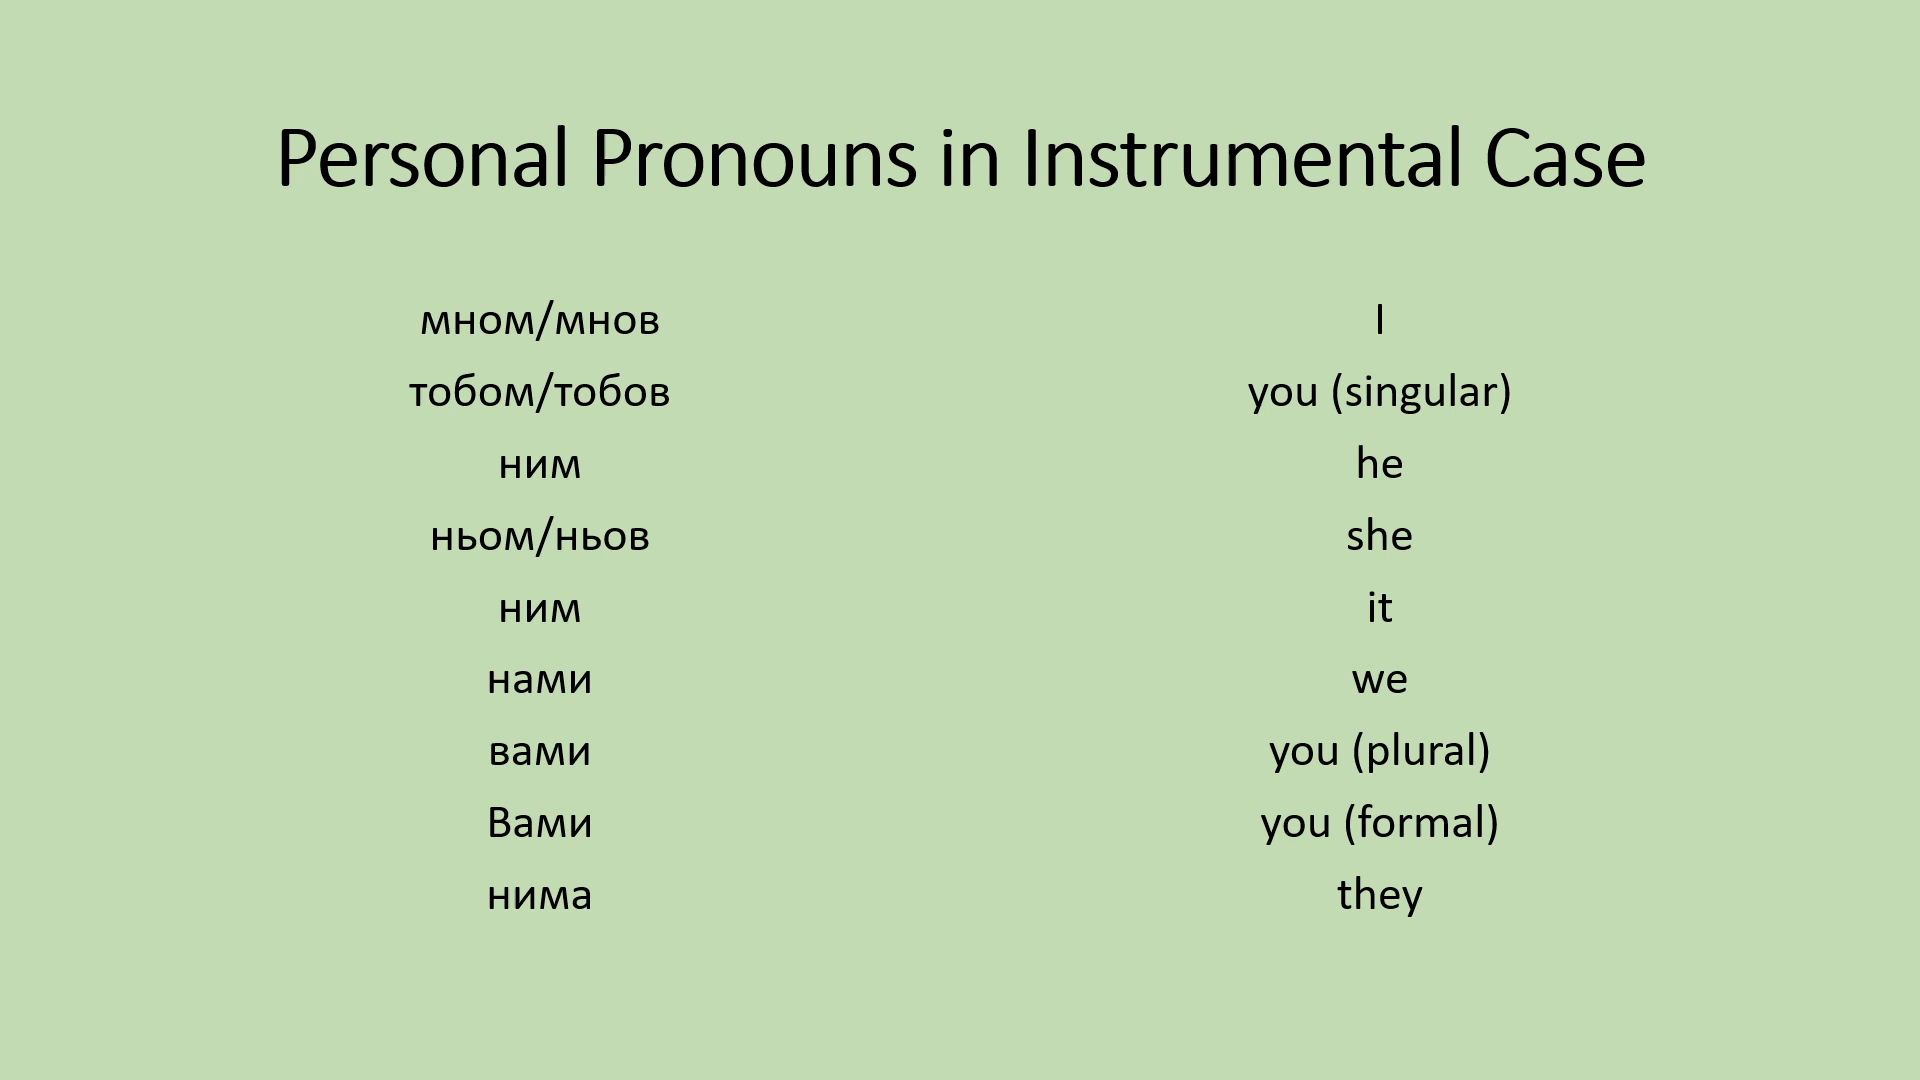 Personal Pronouns in Instrumental Case
мном/мнов I
тобом/тобов you (singular)
ним he
ньом/ньов she
ним it
нами we
вами you (plural)
Вами you (formal)
нима they